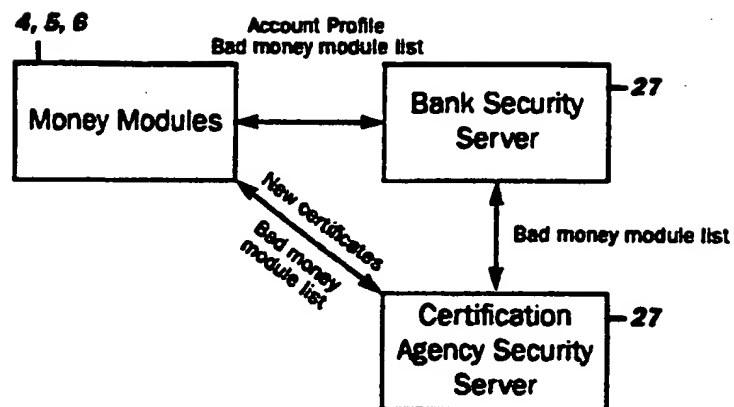 4, 5, 6
Account Profile
Bad money module list
Money Modules
Bank Security
Server
27
New certificates
Bad money
module list
Bad money module list
Certification
Agency Security
Server
27